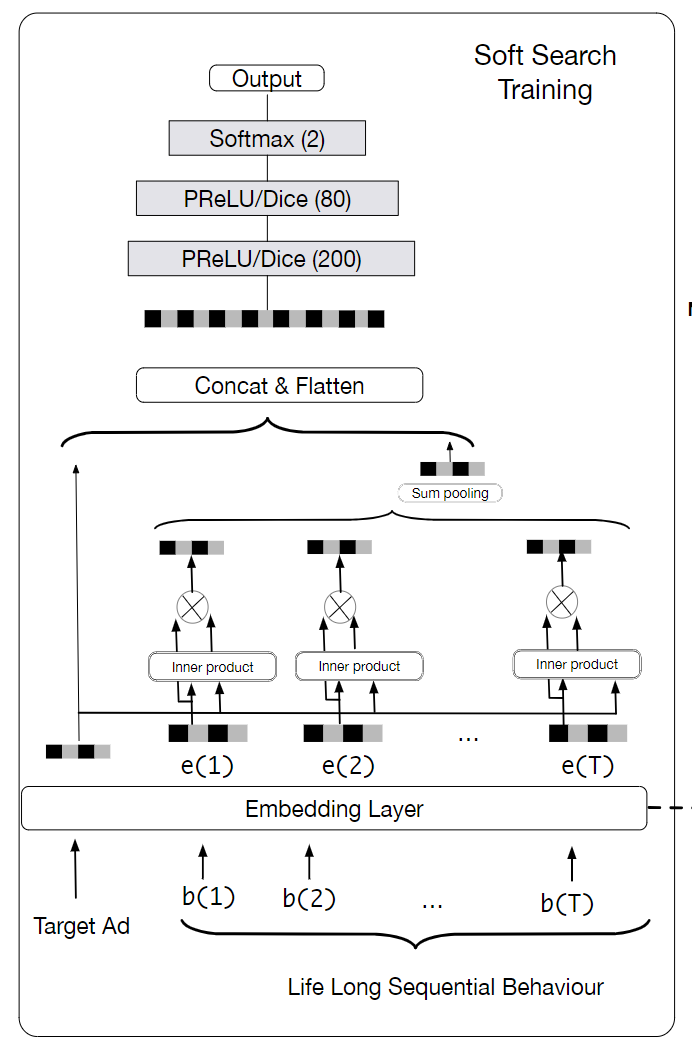 Soft Search
Training
Output
Softmax (2)
PReLU/Dice (80)
PReLU/Dice (200)
Concat & Flatten
Sum pooling
Inner product
Inner product
Inner product
...
e(1)
e(2)
e(T)
Embedding Layer
b(1)
b(2)
...
b(T)
Target Ad
Life Long Sequential Behaviour